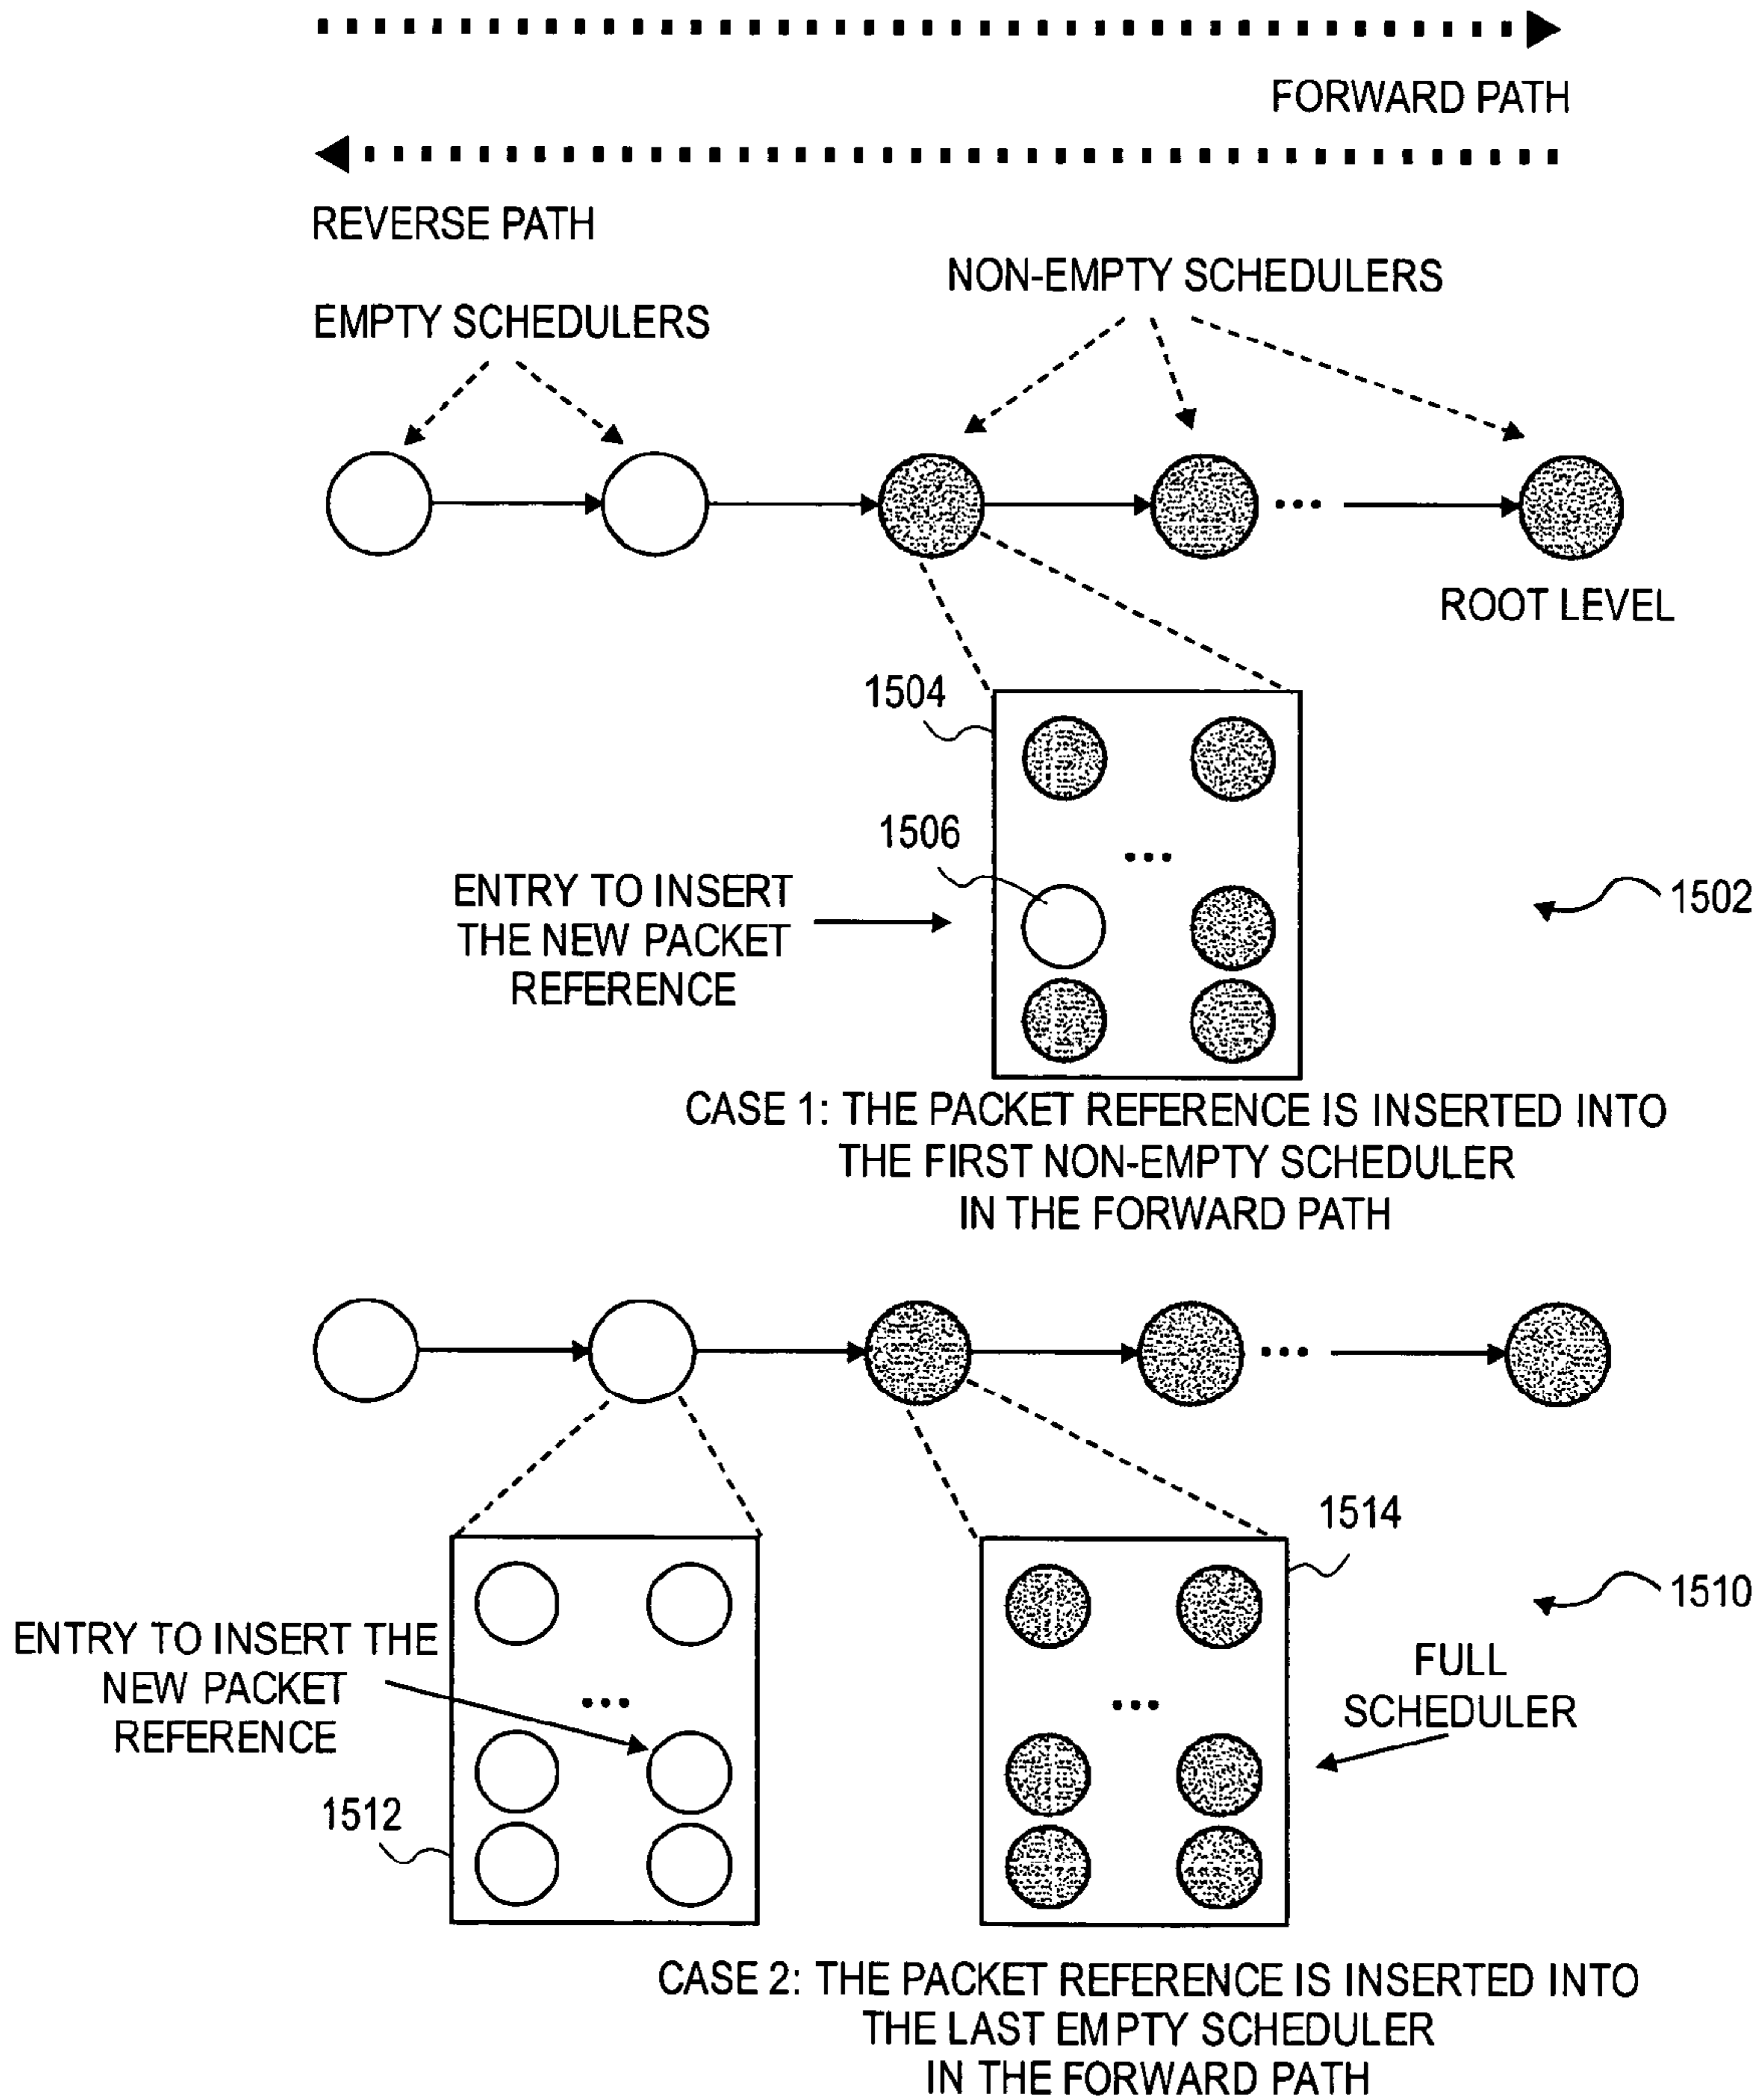 FORWARD PATH
REVERSE PATH
NON-EMPTY SCHEDULERS
EMPTY SCHEDULERS
...
ROOT LEVEL
1504
1506
...
ENTRY TO INSERT
THE NEW PACKET
REFERENCE
1502
CASE 1: THE PACKET REFERENCE IS INSERTED INTO
THE FIRST NON-EMPTY SCHEDULER
IN THE FORWARD PATH
...
1514
1510
ENTRY TO INSERT THE
NEW PACKET
REFERENCE
...
...
FULL
SCHEDULER
1512
CASE 2: THE PACKET REFERENCE IS INSERTED INTO
THE LAST EMPTY SCHEDULER
IN THE FORWARD PATH